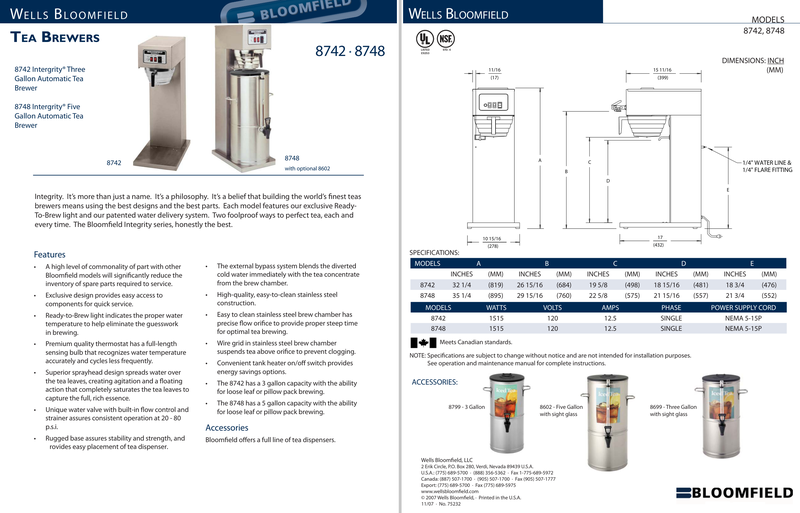 WELLS BLOOMFIELD
BLOOMFIELD
TEA BREWERS
8742 · 8748
8742 Intergrity® Three
Gallon Automatic Tea
Brewer
8748 Intergrity® Five
Gallon Automatic Tea
Brewer
8742
8748
with optional 8602
Integrity. It's more than just a name. It's a philosophy. It's a belief that building the world's finest teas
brewers means using the best designs and the best parts. Each model features our exclusive Ready-
To-Brew light and our patented water delivery system. Two foolproof ways to perfect tea, each and
every time. The Bloomfield Integrity series, honestly the best.
Features
• A high level of commonality of part with other
Bloomfield models will significantly reduce the
inventory of spare parts required to service.
• Exclusive design provides easy access to
components for quick service.
• Ready-to-Brew light indicates the proper water
temperature to help eliminate the guesswork
in brewing.
• Premium quality thermostat has a full-length
sensing bulb that recognizes water temperature
accurately and cycles less frequently.
• Superior sprayhead design spreads water over
the tea leaves, creating agitation and a floating
action that completely saturates the tea leaves to
capture the full, rich essence.
• Unique water valve with built-in flow control and
strainer assures consistent operation at 20 - 80
p.s.i.
• Rugged base assures stability and strength, and
rovides easy placement of tea dispenser.
• The external bypass system blends the diverted
cold water immediately with the tea concentrate
from the brew chamber.
• High-quality, easy-to-clean stainless steel
construction.
• Easy to clean stainless steel brew chamber has
precise flow orifice to provide proper steep time
for optimal tea brewing.
• Wire grid in stainless steel brew chamber
suspends tea above orifice to prevent clogging.
• Convenient tank heater on/off switch provides
energy savings options.
• The 8742 has a 3 gallon capacity with the ability
for loose leaf or pillow pack brewing.
• The 8748 has a 5 gallon capacity with the ability
for loose leaf or pillow pack brewing.
Accessories
Bloomfield offers a full line of tea dispensers.
WELLS BLOOMFIELD
MODELS
8742, 8748
UL
NSF
DIMENSIONS: INCH
(MM)
11/16
(17)
15 11/16
(399)
A
B
C
D
E
1/4" WATER LINE &
1/4" FLARE FITTING
10 15/16
(278)
17
(432)
SPECIFICATIONS:
MODELS A B C D E
INCHES (MM) INCHES (MM) INCHES (MM) INCHES (MM) INCHES (MM)
8742 32 1/4 (819) 26 15/16 (684) 19 5/8 (498) 18 15/16 (481) 18 3/4 (476)
8748 35 1/4 (895) 29 15/16 (760) 22 5/8 (575) 21 15/16 (557) 21 3/4 (552)
MODELS WATTS VOLTS AMPS PHASE POWER SUPPLY CORD
8742 1515 120 12.5 SINGLE NEMA 5-15P
8748 1515 120 12.5 SINGLE NEMA 5-15P
Meets Canadian standards.
NOTE: Specifications are subject to change without notice and are not intended for installation purposes.
See operation and maintenance manual for complete instructions.
ACCESSORIES:
8799 - 3 Gallon
8602 - Five Gallon
with sight glass
8699 - Three Gallon
with sight glass
Wells Bloomfield, LLC
2 Erik Circle, P.O. Box 280, Verdi, Nevada 89439 U.S.A.
U.S.A.: (775) 689-5700 · (888) 356-5362 · Fax 1-775-689-5972
Canada: (887) 507-1700 · (905) 507-1700 · Fax (905) 507-1777
Export: (775) 689-5700 · Fax (775) 689-5975
www.wellsbloomfield.com
© 2007 Wells Bloomfield, · Printed in the U.S.A.
11/07 · No. 75232
BLOOMFIELD